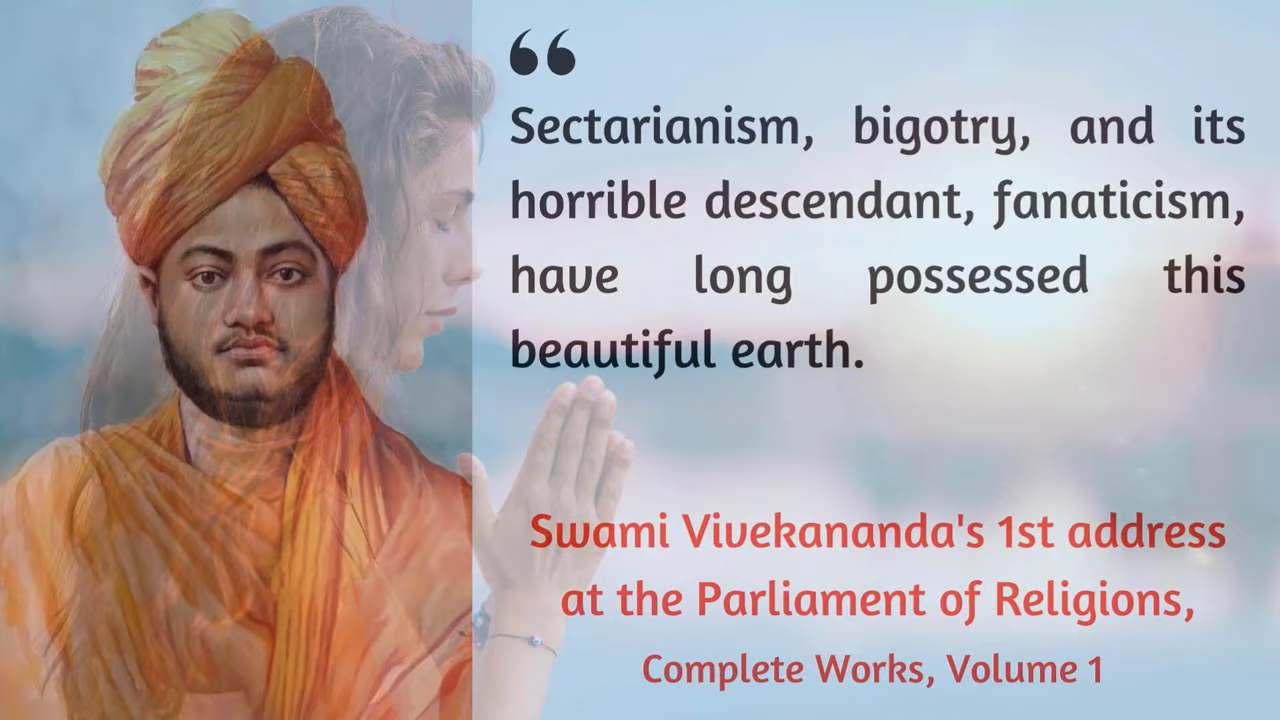 “
Sectarianism, bigotry, and its
horrible descendant, fanaticism,
have long possessed this
beautiful earth.
Swami Vivekananda's 1st address
at the Parliament of Religions,
Complete Works, Volume 1